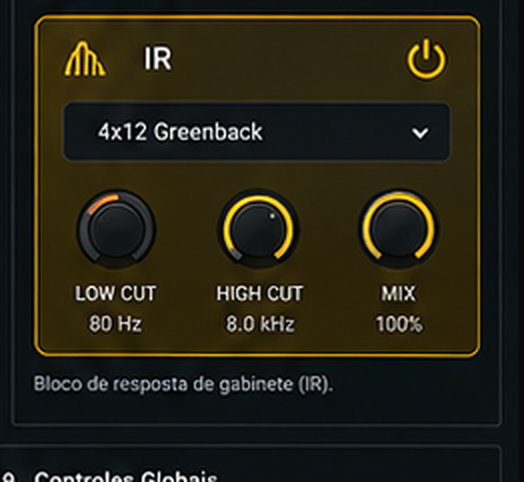 IR
4x12 Greenback
LOW CUT HIGH CUT MIX
80 Hz 8.0 kHz 100%
Bloco de resposta de gabinete (IR).
9. Controles Globais